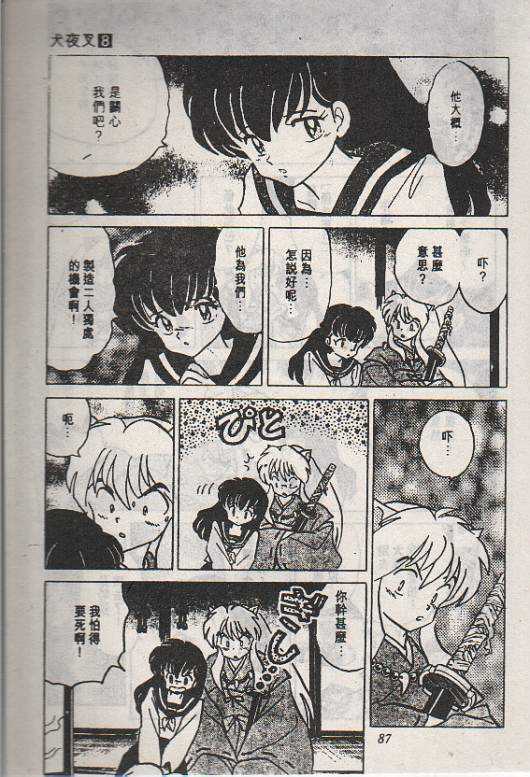 犬夜叉8
他大概…
是關心
我們吧？
吓？
甚麼
意思？
因為…
怎說好呢…
他為我們…
製造二人獨處
的機會啊！
吓…
ぴと
呃…
你幹甚麼…
我怕得
要死啊！
87